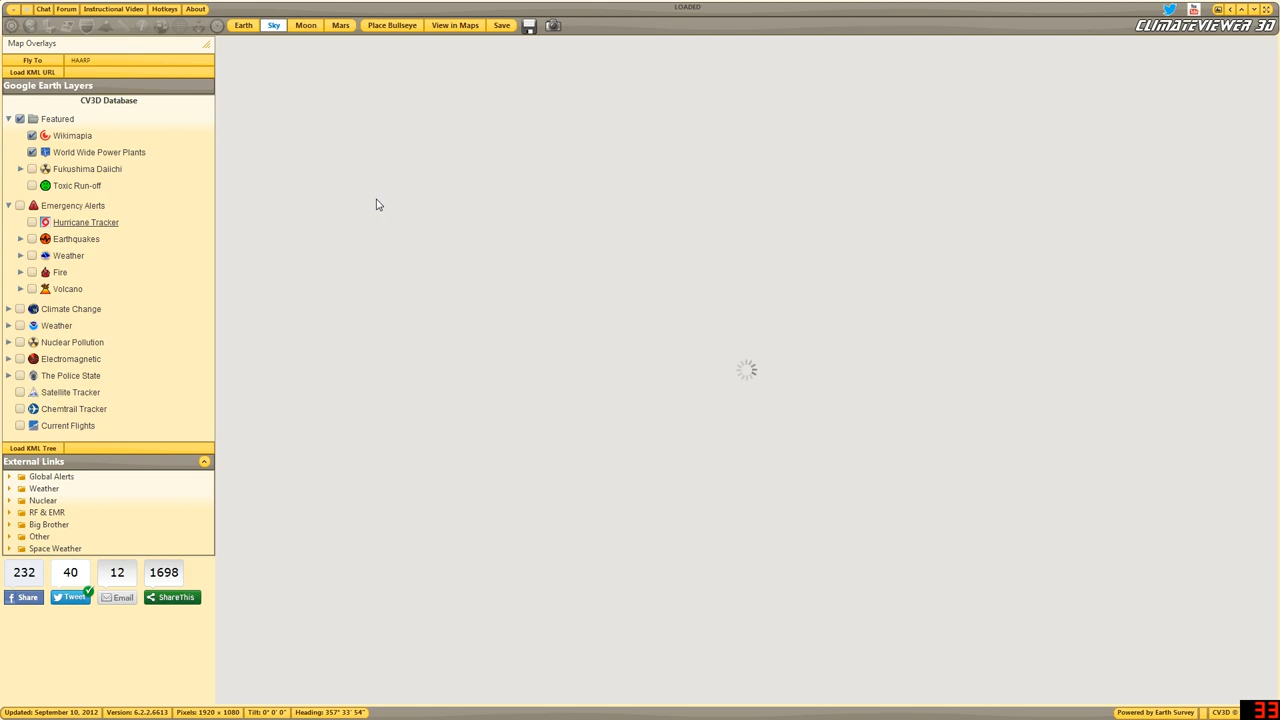 Chat Forum Instructional Video Hotkeys About
LOADED
Earth Sky Moon Mars Place Bullseye View in Maps Save
CLIMATEVIEWER 3D
Map Overlays
Fly To HAARP
Load KML URL
Google Earth Layers
CV3D Database
Featured
Wikimapia
World Wide Power Plants
Fukushima Daiichi
Toxic Run-off
Emergency Alerts
Hurricane Tracker
Earthquakes
Weather
Fire
Volcano
Climate Change
Weather
Nuclear Pollution
Electromagnetic
The Police State
Satellite Tracker
Chemtrail Tracker
Current Flights
Load KML Tree
External Links
Global Alerts
Weather
Nuclear
RF & EMR
Big Brother
Other
Space Weather
232 40 12 1698
Share Tweet Email ShareThis
Updated: September 10, 2012 Version: 6.2.2.6613 Pixels: 1920 × 1080 Tilt: 0° 0' 0" Heading: 357° 33' 54"
Powered by Earth Survey CV3D © 33